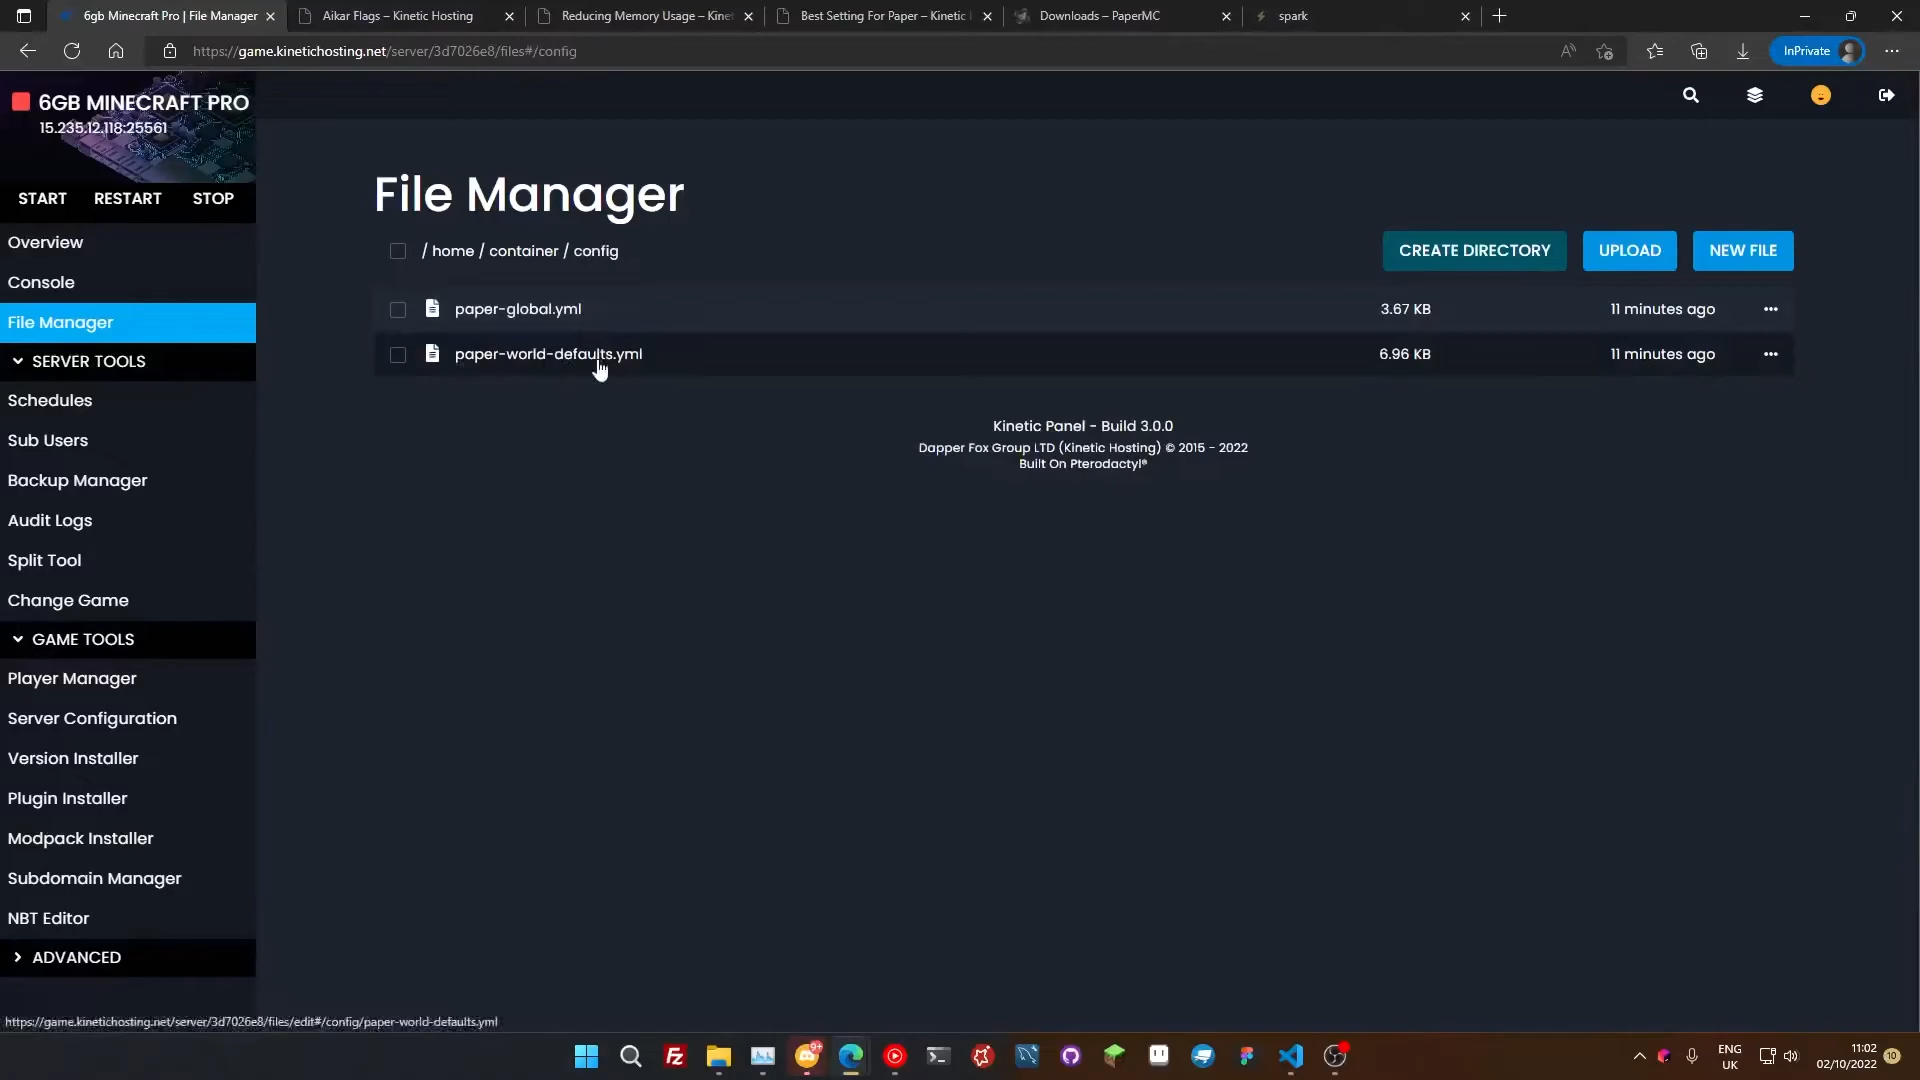 6gb Minecraft Pro | File Manager
Aikar Flags – Kinetic Hosting
Reducing Memory Usage – Kine
Best Setting For Paper – Kinetic
Downloads – PaperMC
spark
https://game.kinetichosting.net/server/3d7026e8/files#/config
InPrivate
6GB MINECRAFT PRO
15.235.12.118:25561
START RESTART STOP
Overview
Console
File Manager
SERVER TOOLS
Schedules
Sub Users
Backup Manager
Audit Logs
Split Tool
Change Game
GAME TOOLS
Player Manager
Server Configuration
Version Installer
Plugin Installer
Modpack Installer
Subdomain Manager
NBT Editor
ADVANCED
File Manager
/ home / container / config
CREATE DIRECTORY
UPLOAD
NEW FILE
paper-global.yml 3.67 KB 11 minutes ago
paper-world-defaults.yml 6.96 KB 11 minutes ago
Kinetic Panel - Build 3.0.0
Dapper Fox Group LTD (Kinetic Hosting) © 2015 - 2022
Built On Pterodactyl®
https://game.kinetichosting.net/server/3d7026e8/files/edit#/config/paper-world-defaults.yml
9+
ENG
UK
11:02
02/10/2022
10